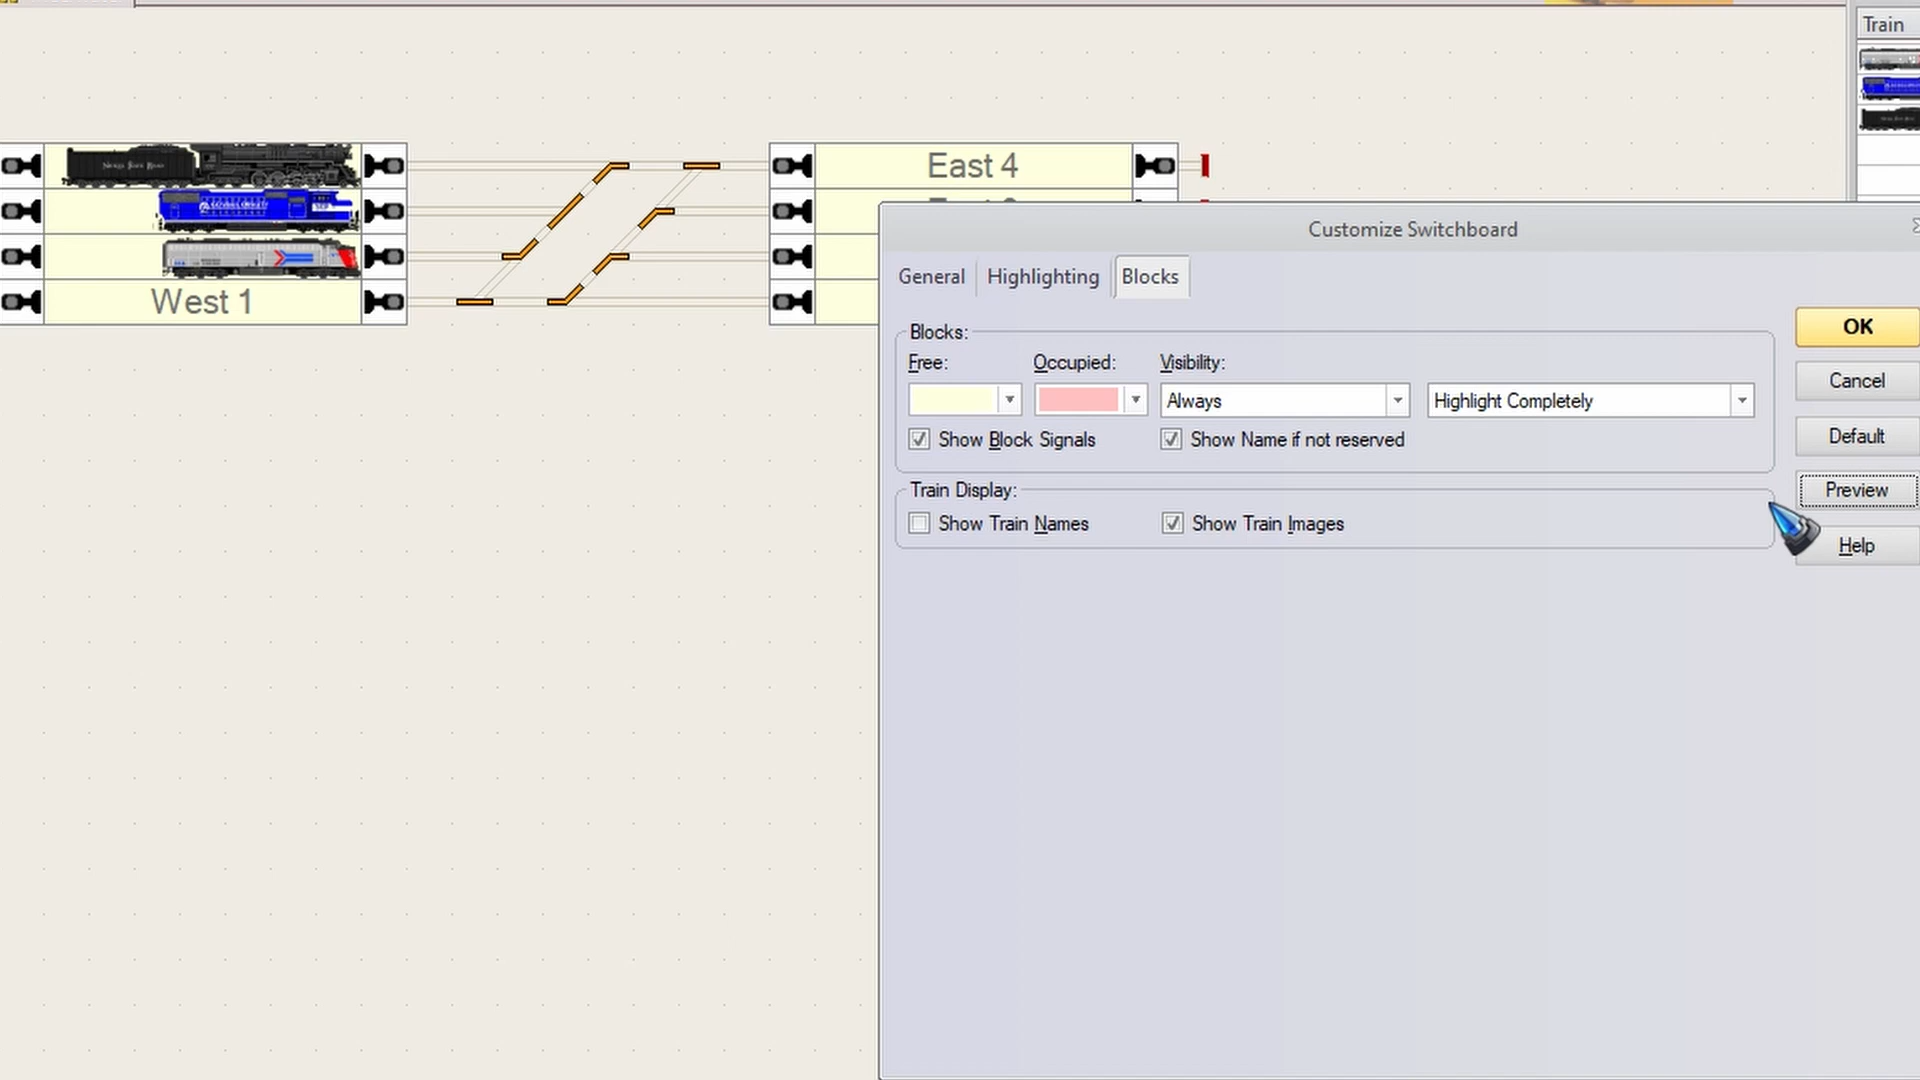 Train
East 4
West 1
Customize Switchboard
General
Highlighting
Blocks
OK
Cancel
Default
Preview
Help
Blocks:
Free:
Occupied:
Visibility:
Always
Highlight Completely
Show Block Signals
Show Name if not reserved
Train Display:
Show Train Names
Show Train Images